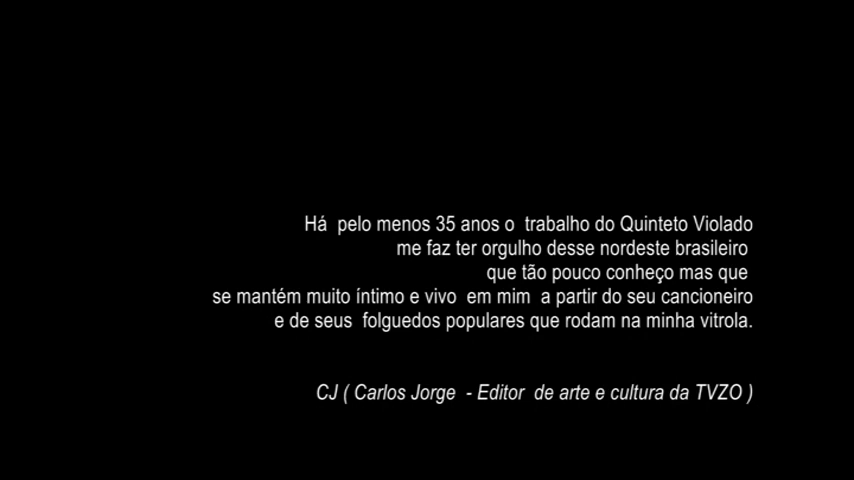 Há pelo menos 35 anos o trabalho do Quinteto Violado
me faz ter orgulho desse nordeste brasileiro
que tão pouco conheço mas que
se mantém muito íntimo e vivo em mim a partir do seu cancioneiro
e de seus folguedos populares que rodam na minha vitrola.
CJ ( Carlos Jorge - Editor de arte e cultura da TVZO )